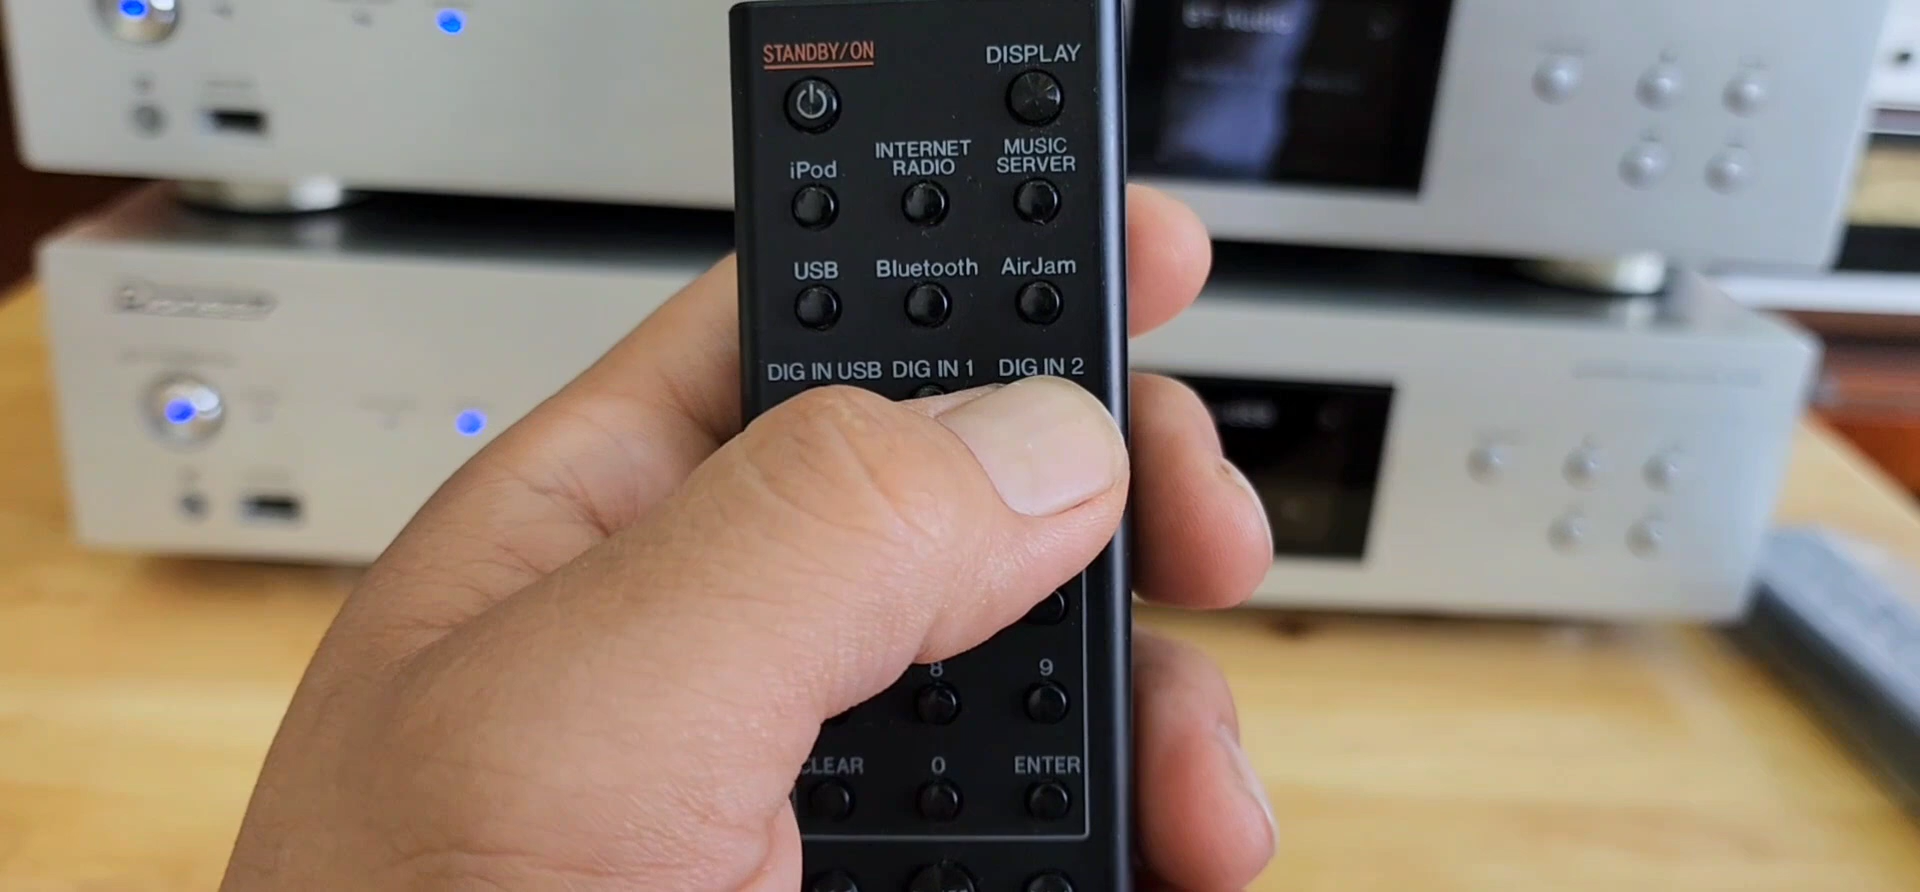 STANDBY/ON
DISPLAY
iPod
INTERNET
RADIO
MUSIC
SERVER
USB
Bluetooth
AirJam
DIG IN USB
DIG IN 1
DIG IN 2
8
9
CLEAR
0
ENTER